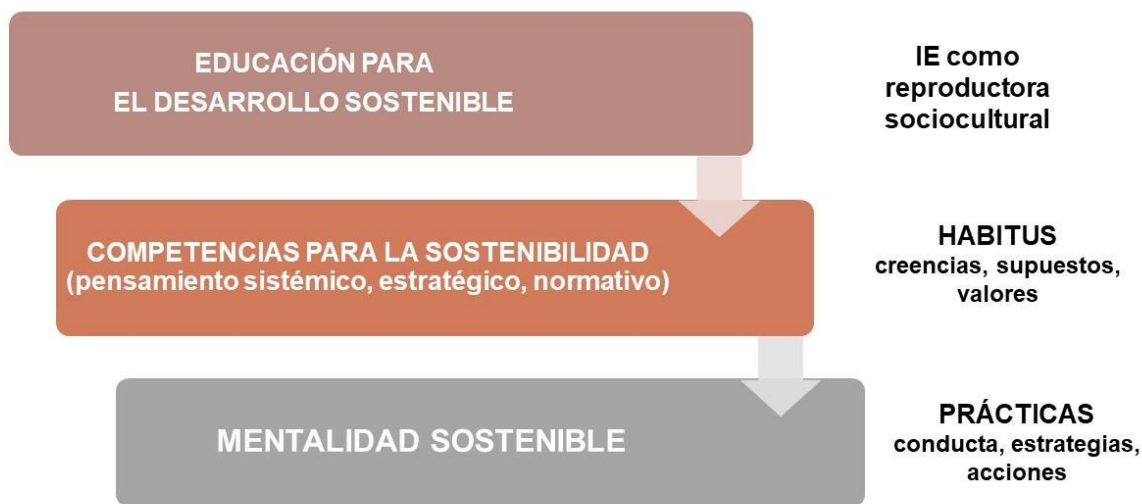 EDUCACIÓN PARA
EL DESARROLLO SOSTENIBLE
IE como
reproductora
sociocultural
COMPETENCIAS PARA LA SOSTENIBILIDAD
(pensamiento sistémico, estratégico, normativo)
HABITUS
creencias, supuestos,
valores
MENTALIDAD SOSTENIBLE
PRÁCTICAS
conducta, estrategias,
acciones